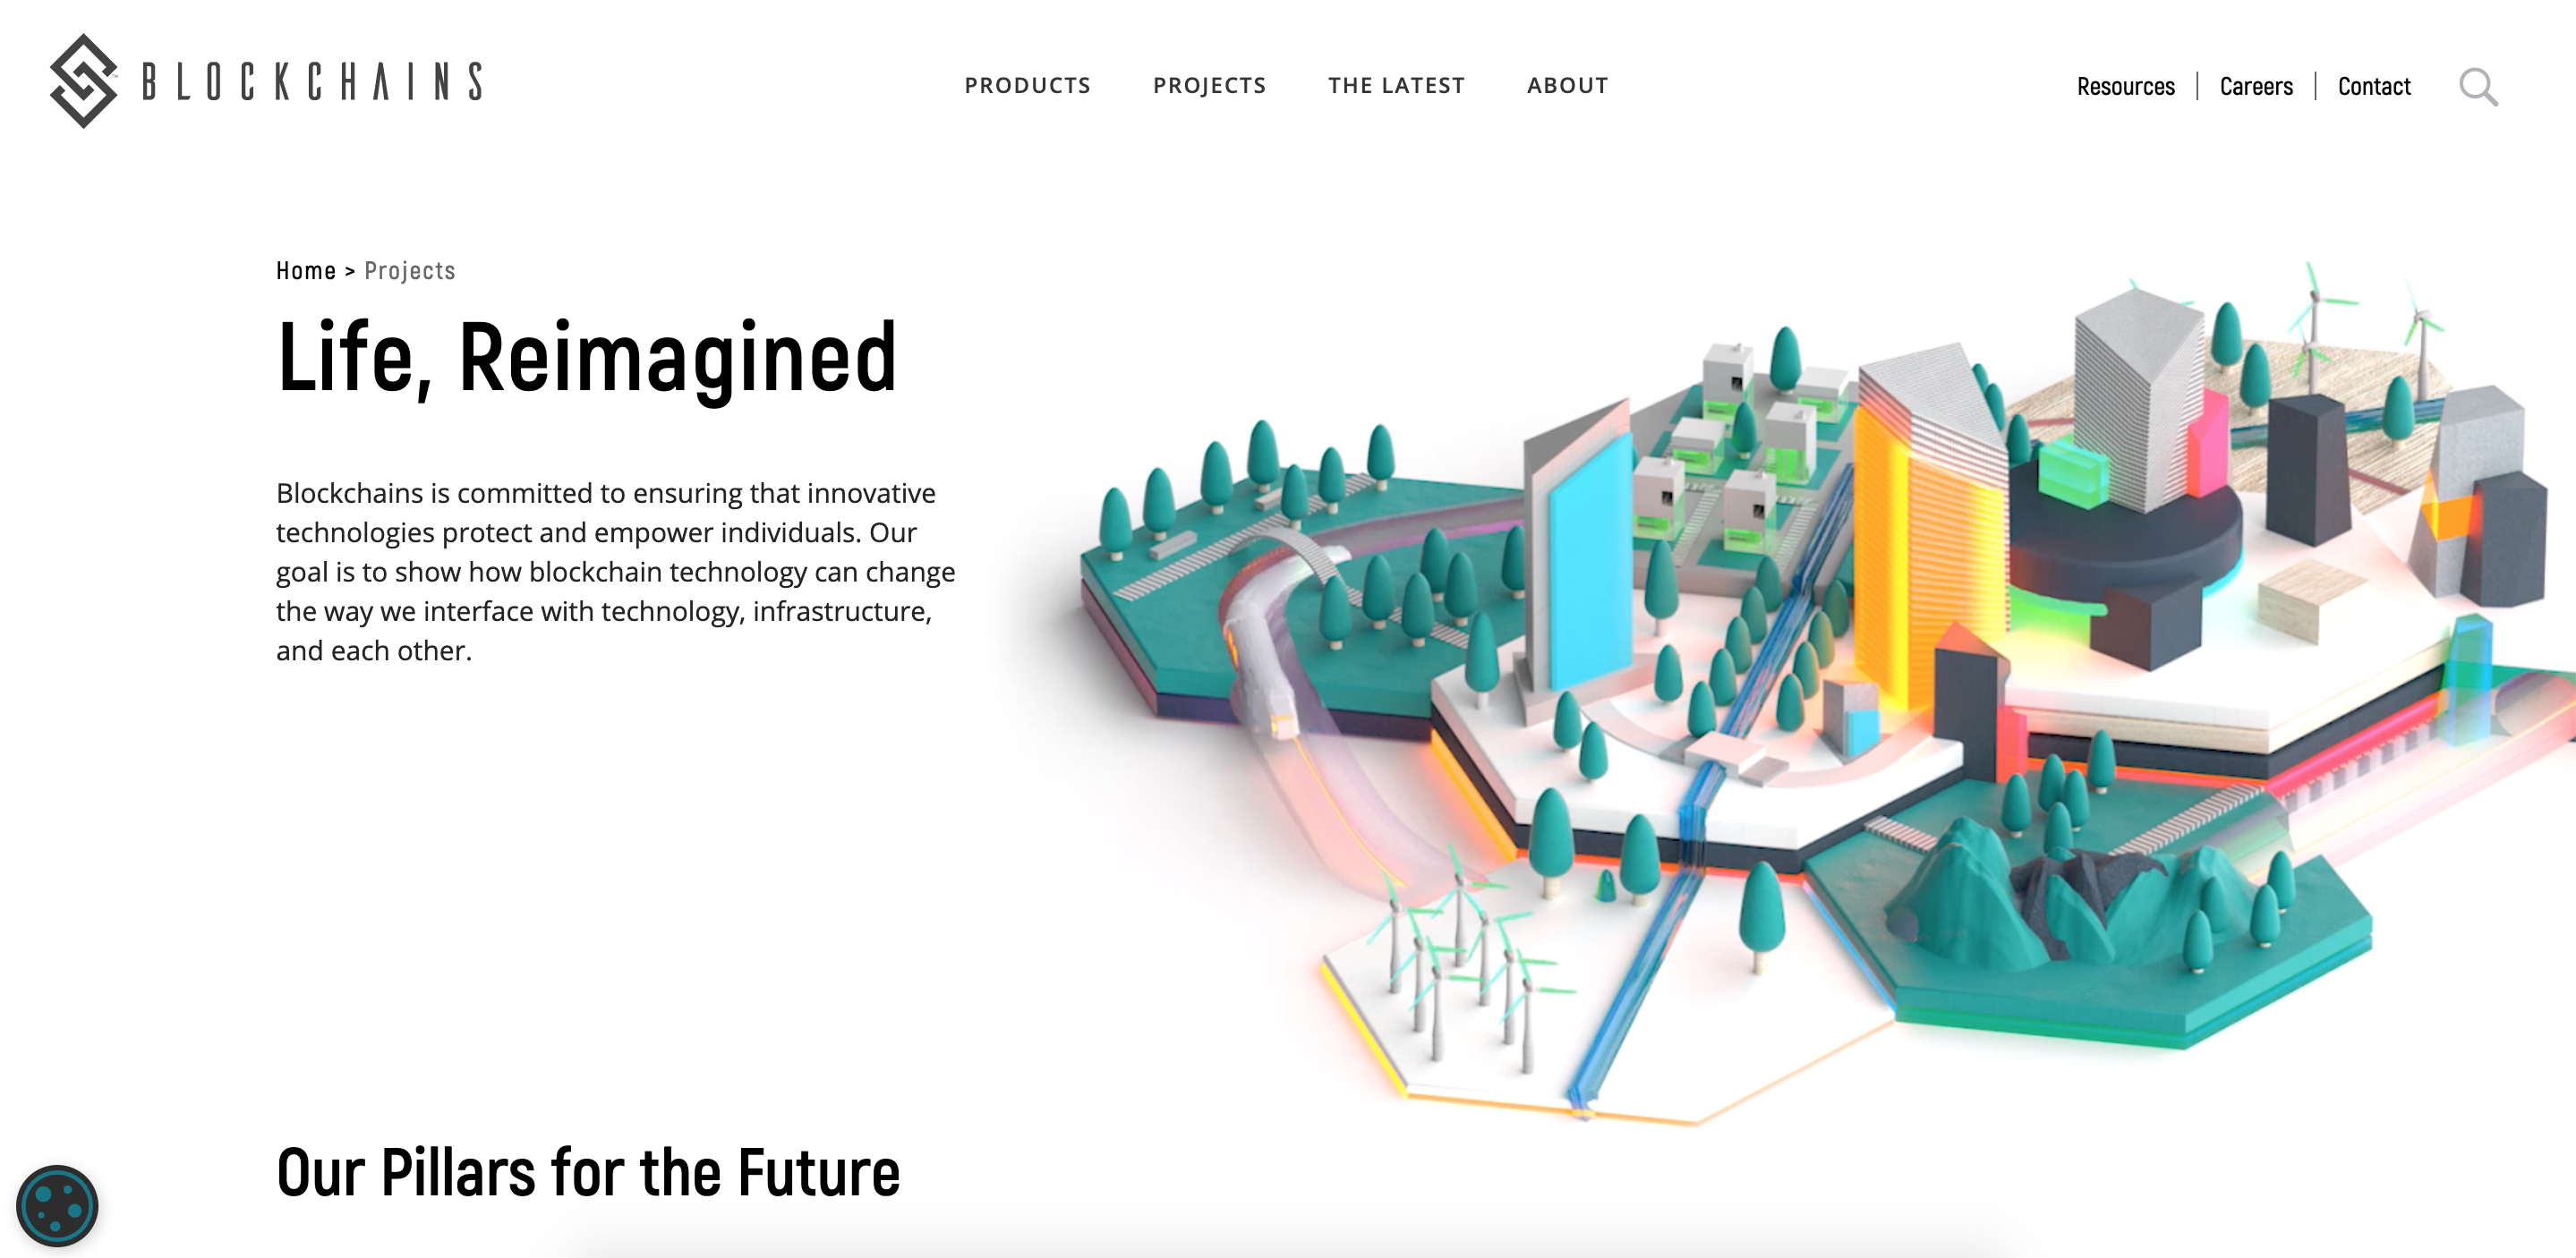 BLOCKCHAINS
PRODUCTS PROJECTS THE LATEST ABOUT
Resources | Careers | Contact
Home > Projects
Life, Reimagined
Blockchains is committed to ensuring that innovative
technologies protect and empower individuals. Our
goal is to show how blockchain technology can change
the way we interface with technology, infrastructure,
and each other.
Our Pillars for the Future